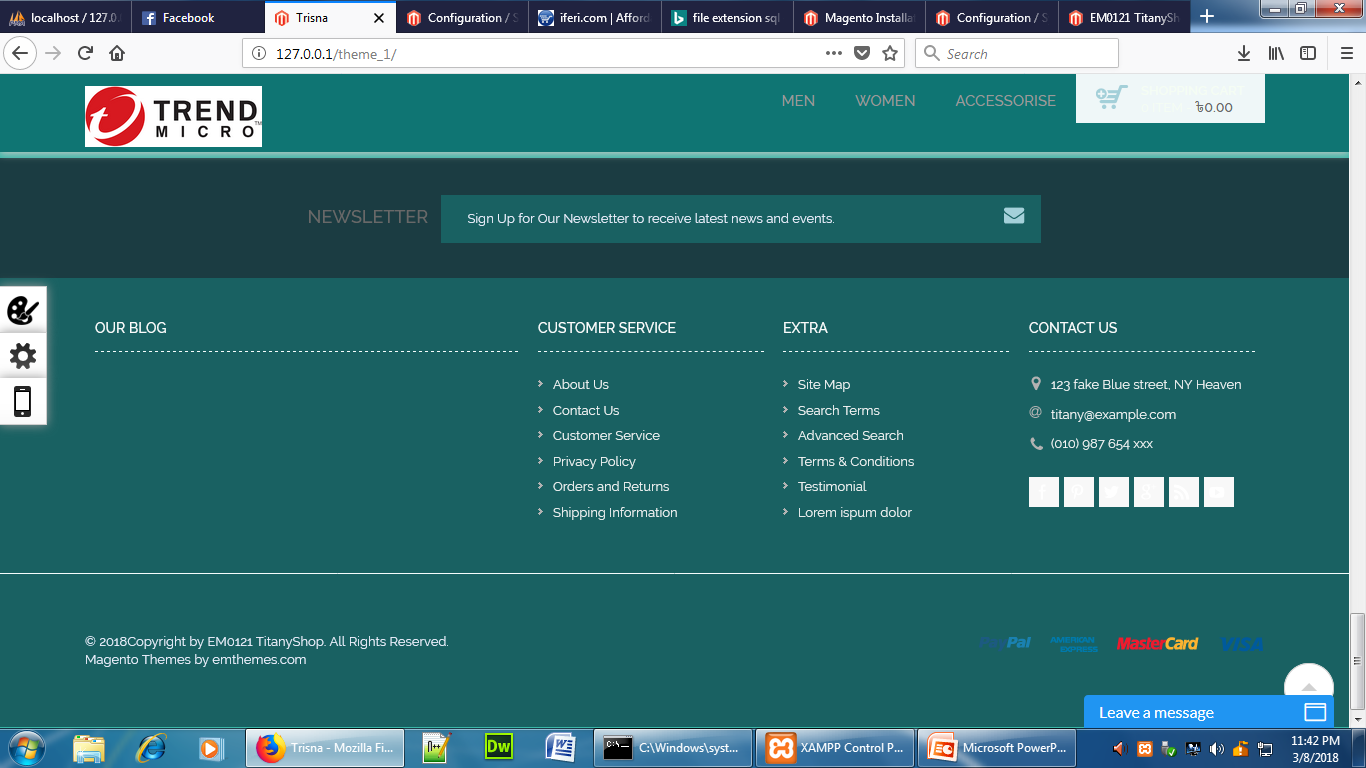 localhost / 127.0.
Facebook
Trisna
Configuration / S
iferi.com | Afford
file extension sql
Magento Installa
Configuration / S
EM0121 TitanySh
127.0.0.1/theme_1/
Search
TREND
MICRO
TM
MEN
WOMEN
ACCESSORISE
SHOPPING CART
৳0.00
NEWSLETTER
Sign Up for Our Newsletter to receive latest news and events.
OUR BLOG
CUSTOMER SERVICE
About Us
Contact Us
Customer Service
Privacy Policy
Orders and Returns
Shipping Information
EXTRA
Site Map
Search Terms
Advanced Search
Terms & Conditions
Testimonial
Lorem ispum dolor
CONTACT US
123 fake Blue street, NY Heaven
titany@example.com
(010) 987 654 xxx
© 2018Copyright by EM0121 TitanyShop. All Rights Reserved.
Magento Themes by emthemes.com
PayPal
AMERICAN
EXPRESS
MasterCard
VISA
Leave a message
Trisna - Mozilla Fi...
Dw
C:\Windows\syst...
XAMPP Control P...
Microsoft PowerP...
11:42 PM
3/8/2018